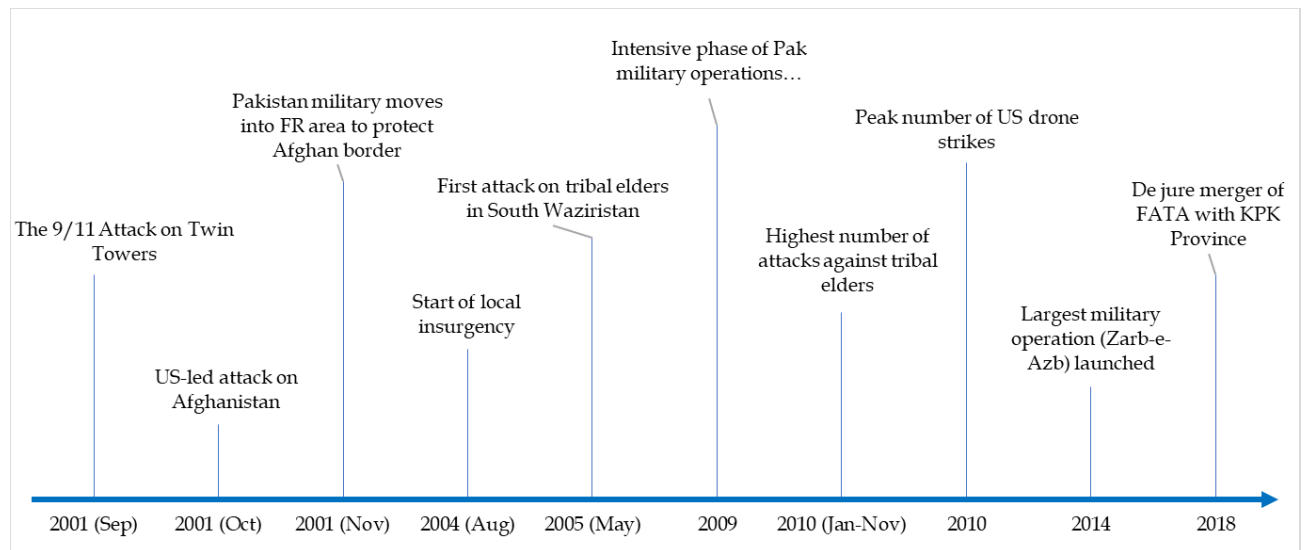 The 9/11 Attack on Twin
Towers
US-led attack on
Afghanistan
Pakistan military moves
into FR area to protect
Afghan border
Start of local
insurgency
First attack on tribal elders
in South Waziristan
Intensive phase of Pak
military operations…
Highest number of
attacks against tribal
elders
Peak number of US drone
strikes
Largest military
operation (Zarb-e-
Azb) launched
De jure merger of
FATA with KPK
Province
2001 (Sep)
2001 (Oct)
2001 (Nov)
2004 (Aug)
2005 (May)
2009
2010 (Jan-Nov)
2010
2014
2018